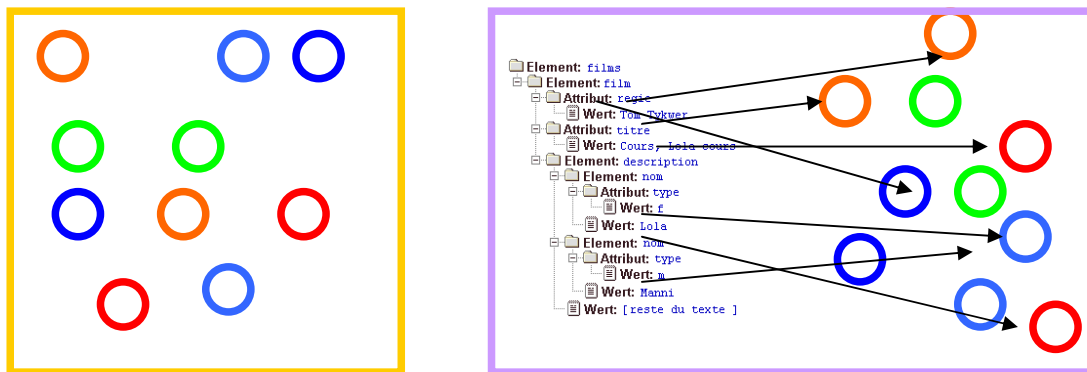 Element: films
Element: film
Attribut: regie
Wert: Tom Tykwer
Attribut: titre
Wert: Cours, Lola cours
Element: description
Element: nom
Attribut: type
Wert: f
Wert: Lola
Element: nom
Attribut: type
Wert: m
Wert: Manni
Wert: [ reste du texte ]